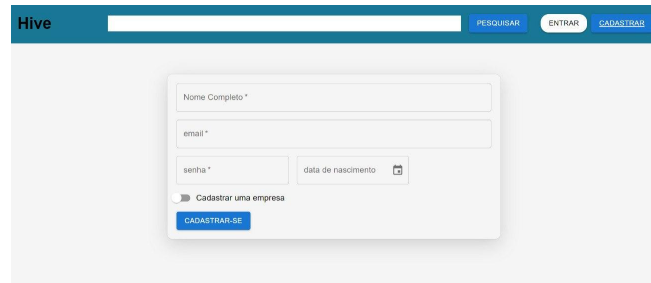 Hive PESQUISAR ENTRAR CADASTRAR
Nome Completo *
email *
senha * data de nascimento
Cadastrar uma empresa
CADASTRAR-SE